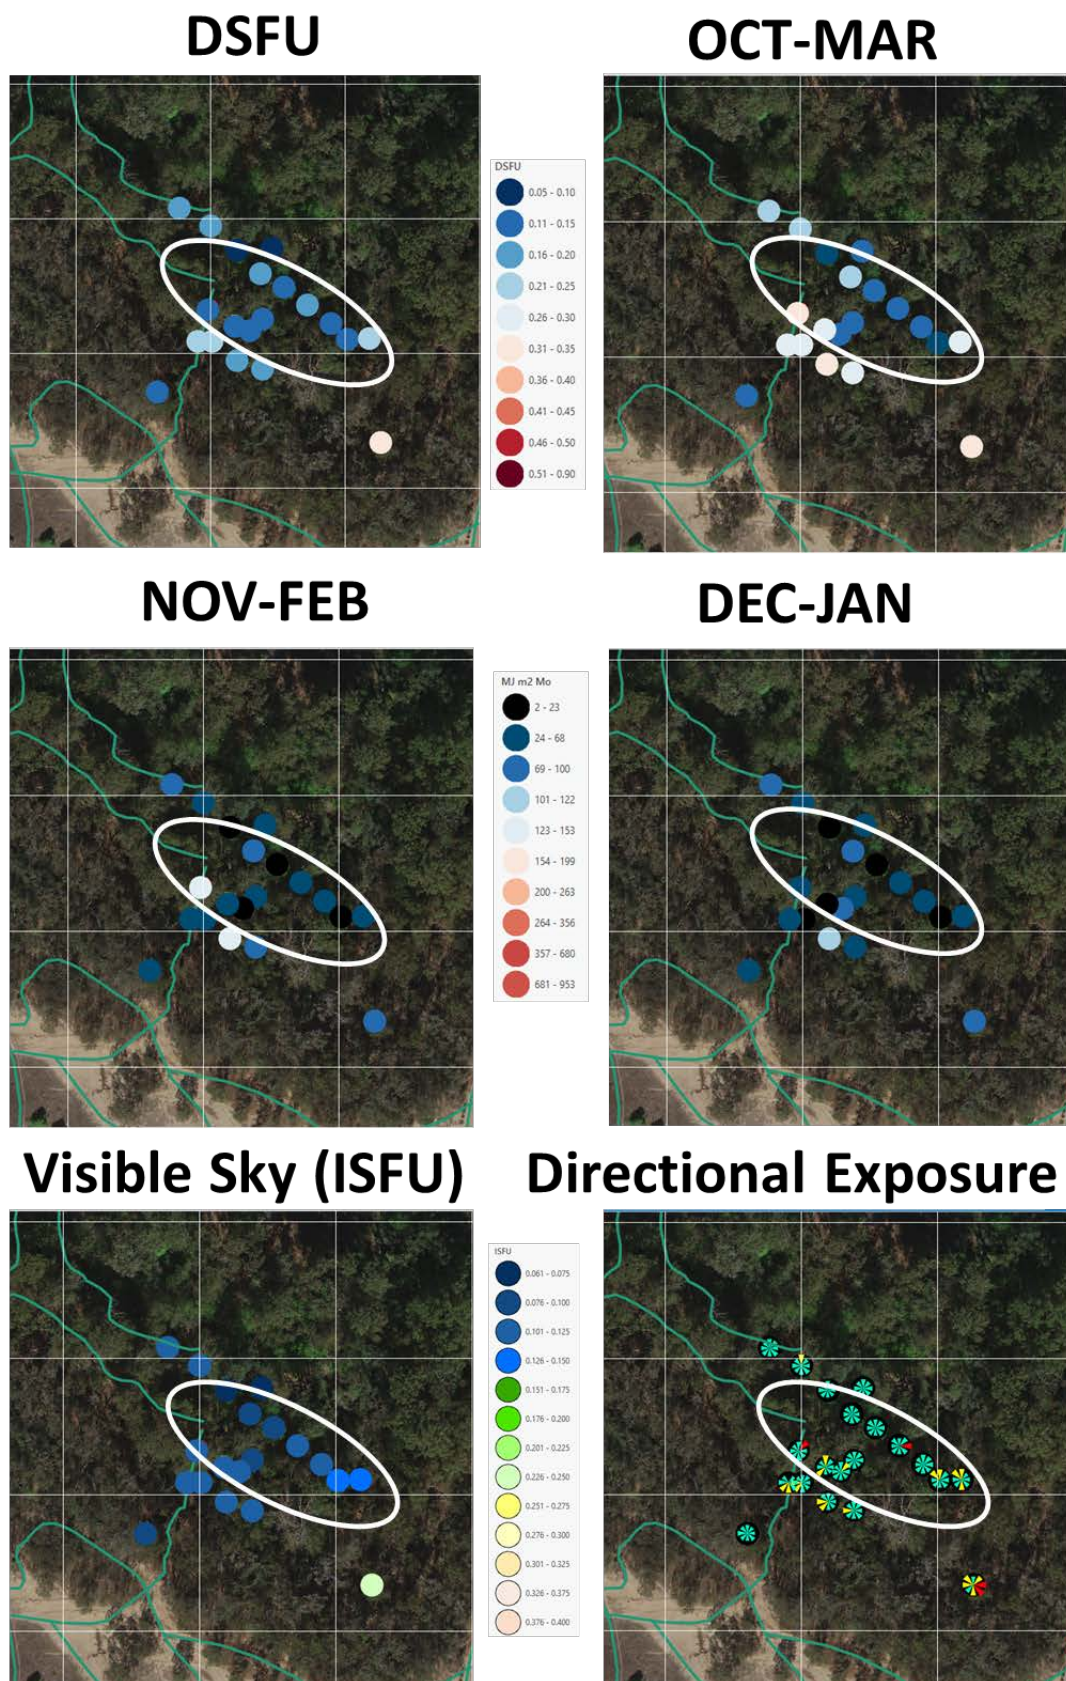 DSFU
OCT-MAR
DSFU
0.05 - 0.10
0.11 - 0.15
0.16 - 0.20
0.21 - 0.25
0.26 - 0.30
0.31 - 0.35
0.36 - 0.40
0.41 - 0.45
0.46 - 0.50
0.51 - 0.90
NOV-FEB
DEC-JAN
MJ m2 Mo
2 - 23
24 - 68
69 - 100
101 - 122
123 - 153
154 - 199
200 - 263
264 - 356
357 - 680
681 - 953
Visible Sky (ISFU)
Directional Exposure
ISFU
0.061 - 0.075
0.076 - 0.100
0.101 - 0.125
0.126 - 0.150
0.151 - 0.175
0.176 - 0.200
0.201 - 0.225
0.226 - 0.250
0.251 - 0.275
0.276 - 0.300
0.301 - 0.325
0.326 - 0.375
0.376 - 0.400